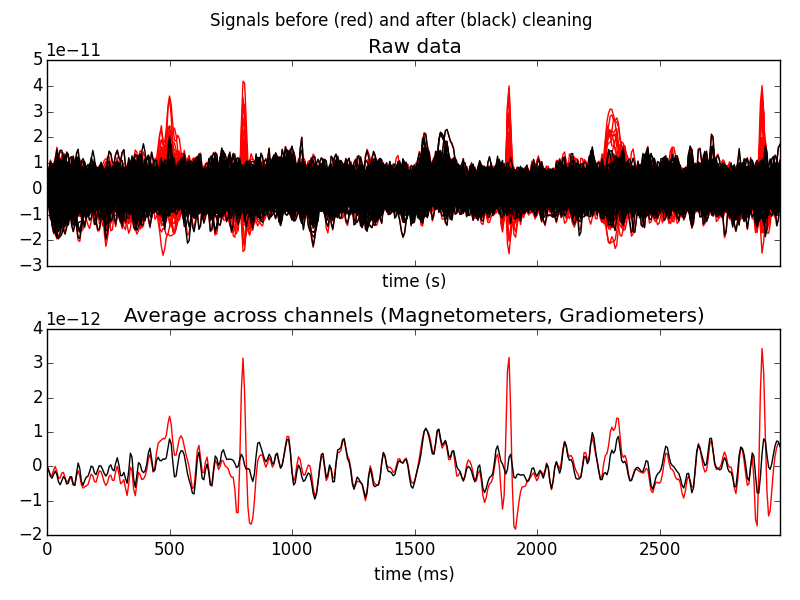 Signals before (red) and after (black) cleaning
Raw data
1e−11
5
4
3
2
1
0
−1
−2
−3
time (s)
Average across channels (Magnetometers, Gradiometers)
1e−12
4
3
2
1
0
−1
−2
0 500 1000 1500 2000 2500
time (ms)